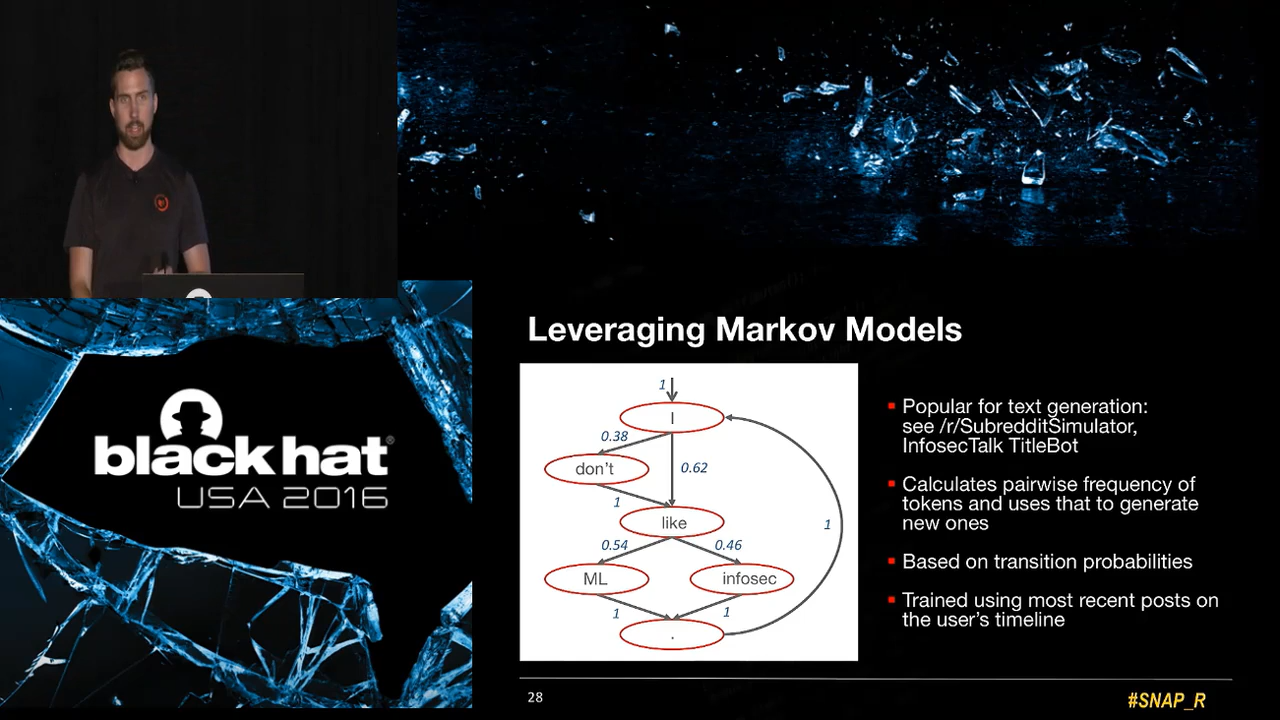 black hat®
USA 2016
Leveraging Markov Models
1
I
0.38
0.62
don't
1
like
0.54
0.46
1
ML
infosec
1
1
.
Popular for text generation:
see /r/SubredditSimulator,
InfosecTalk TitleBot
Calculates pairwise frequency of
tokens and uses that to generate
new ones
Based on transition probabilities
Trained using most recent posts on
the user's timeline
28
#SNAP_R